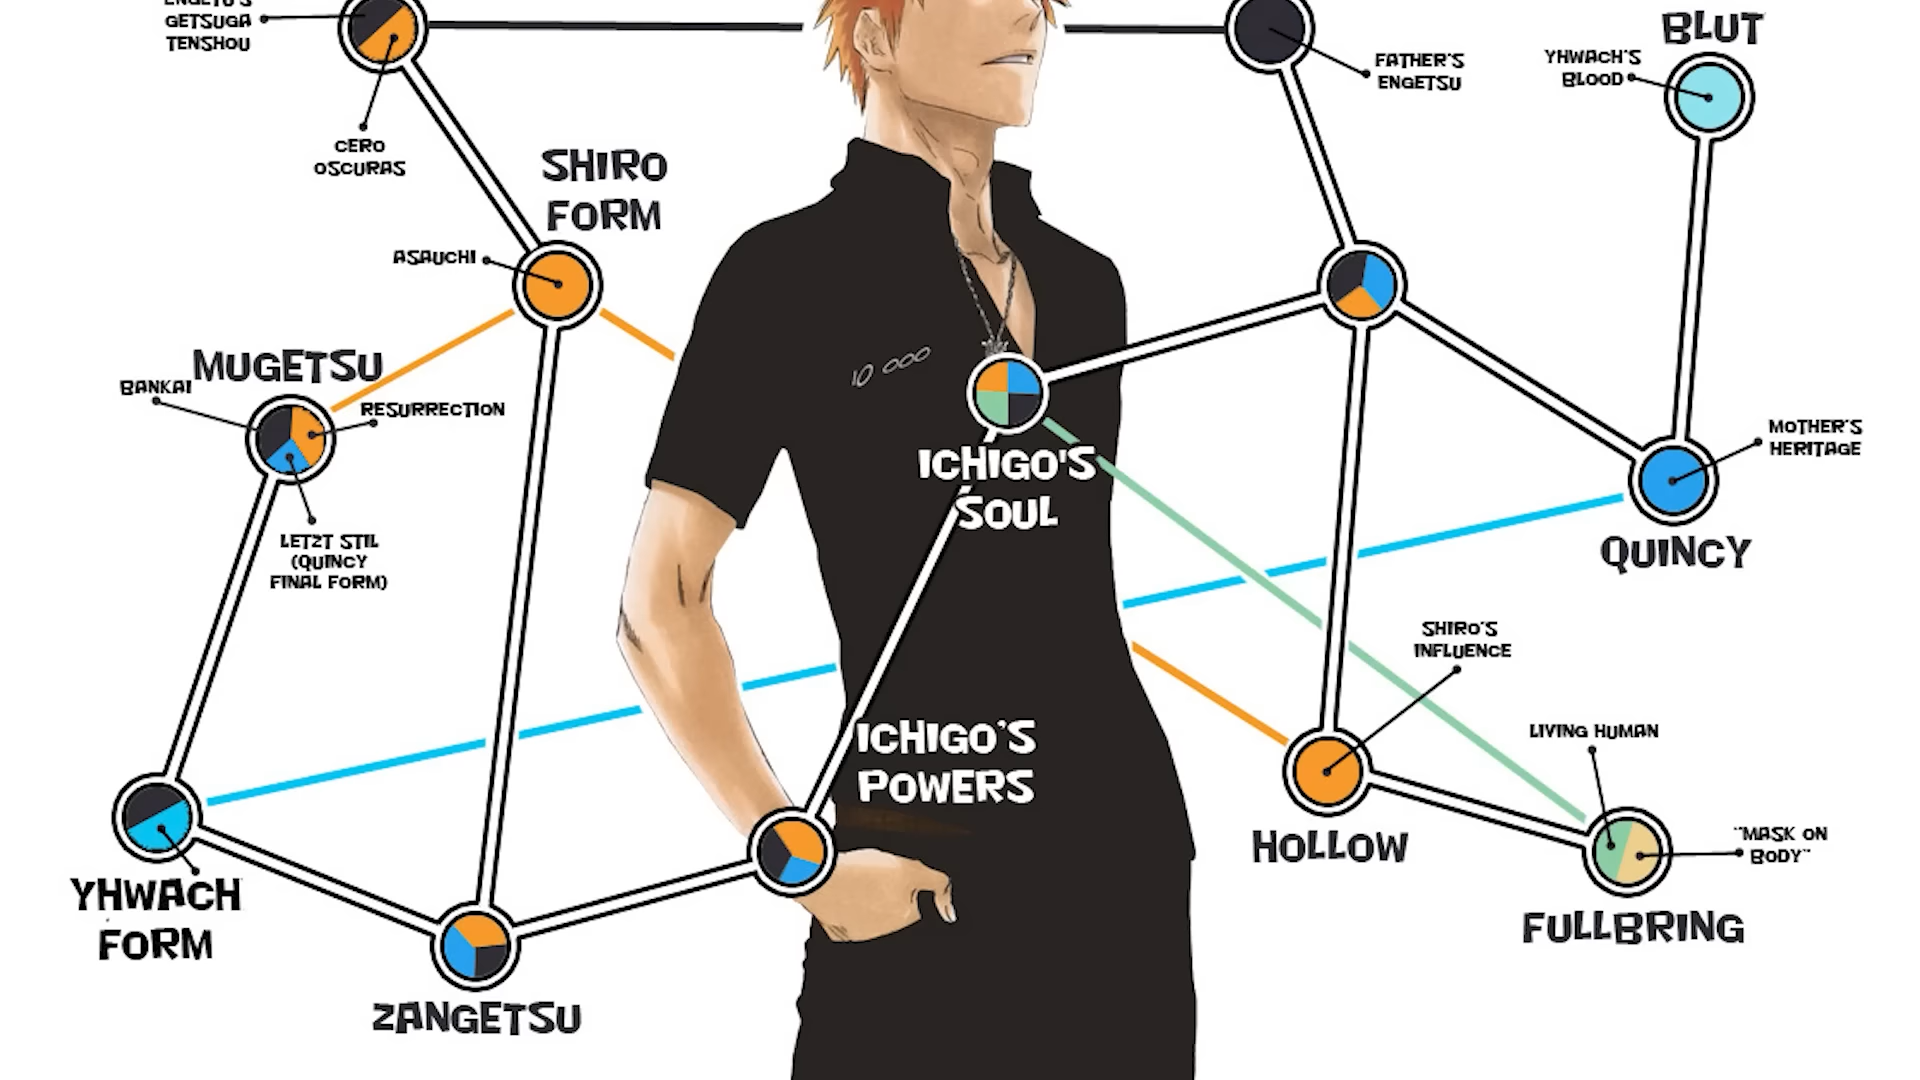 GETSUGA
TENSHOU
CERO
OSCURAS
SHIRO
FORM
ASAUCHI
MUGETSU
BANKAI
RESURRECTION
LETZT STIL
(QUINCY
FINAL FORM)
YHWACH
FORM
ZANGETSU
10 000
ICHIGO'S
SOUL
ICHIGO'S
POWERS
FATHER'S
ENGETSU
BLUT
YHWACH'S
BLOOD
MOTHER'S
HERITAGE
QUINCY
SHIRO'S
INFLUENCE
HOLLOW
LIVING HUMAN
"MASK ON
BODY"
FULLBRING